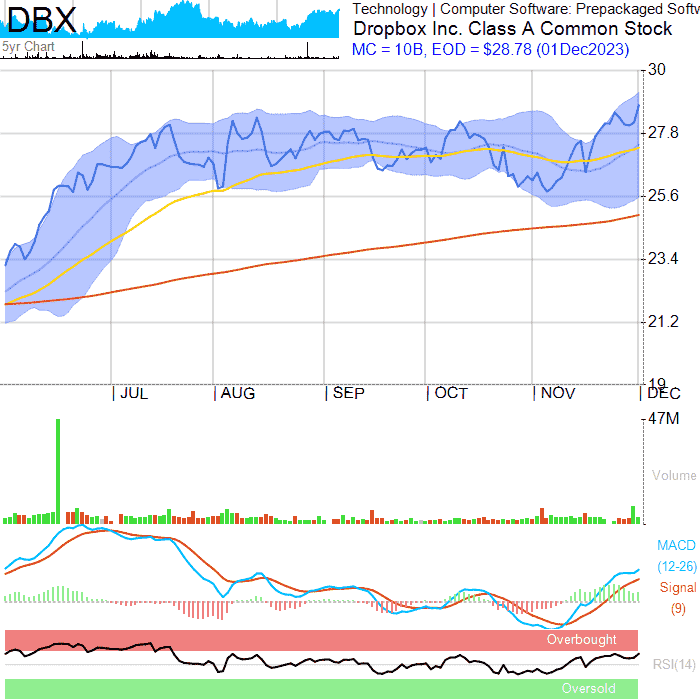 DBX
Technology | Computer Software: Prepackaged Softw
Dropbox Inc. Class A Common Stock
MC = 10B, EOD = $28.78 (01Dec2023)
5yr Chart
30
27.8
25.6
23.4
21.2
19
JUL
AUG
SEP
OCT
NOV
DEC
47M
Volume
MACD
(12-26)
Signal
(9)
Overbought
RSI(14)
Oversold